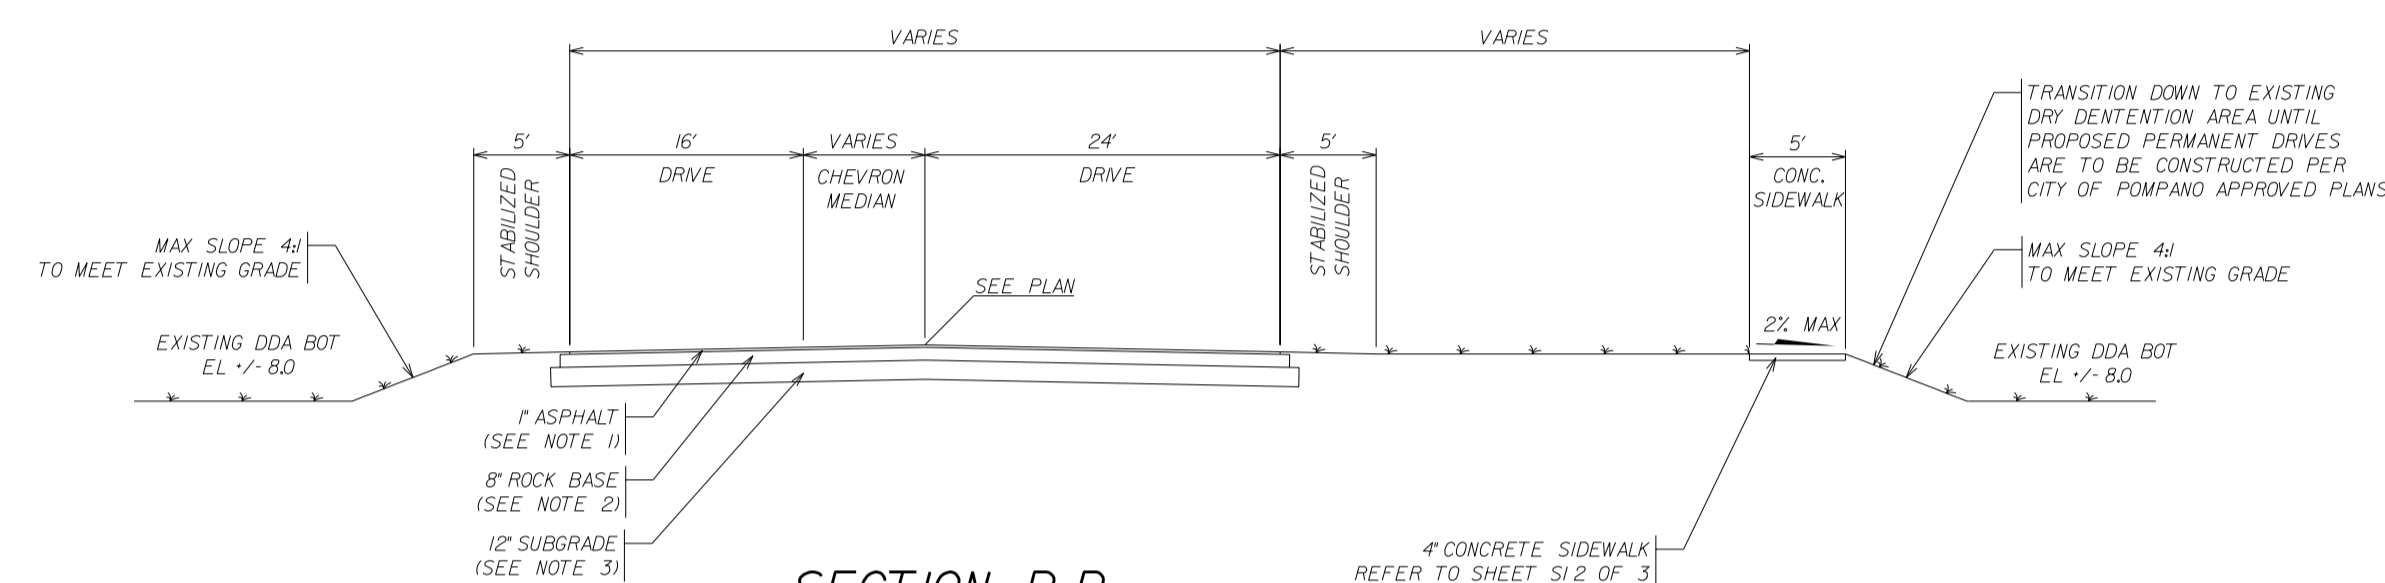 VARIES
VARIES
5'
16'
VARIES
24'
5'
5'
STABILIZED
SHOULDER
DRIVE
CHEVRON
MEDIAN
DRIVE
STABILIZED
SHOULDER
CONC.
SIDEWALK
TRANSITION DOWN TO EXISTING
DRY DENTENTION AREA UNTIL
PROPOSED PERMANENT DRIVES
ARE TO BE CONSTRUCTED PER
CITY OF POMPANO APPROVED PLANS
MAX SLOPE 4:1
TO MEET EXISTING GRADE
SEE PLAN
MAX SLOPE 4:1
TO MEET EXISTING GRADE
EXISTING DDA BOT
EL +/- 8.0
2% MAX
EXISTING DDA BOT
EL +/- 8.0
1" ASPHALT
(SEE NOTE 1)
8" ROCK BASE
(SEE NOTE 2)
12" SUBGRADE
(SEE NOTE 3)
4" CONCRETE SIDEWALK
REFER TO SHEET S12 OF 3
SECTION